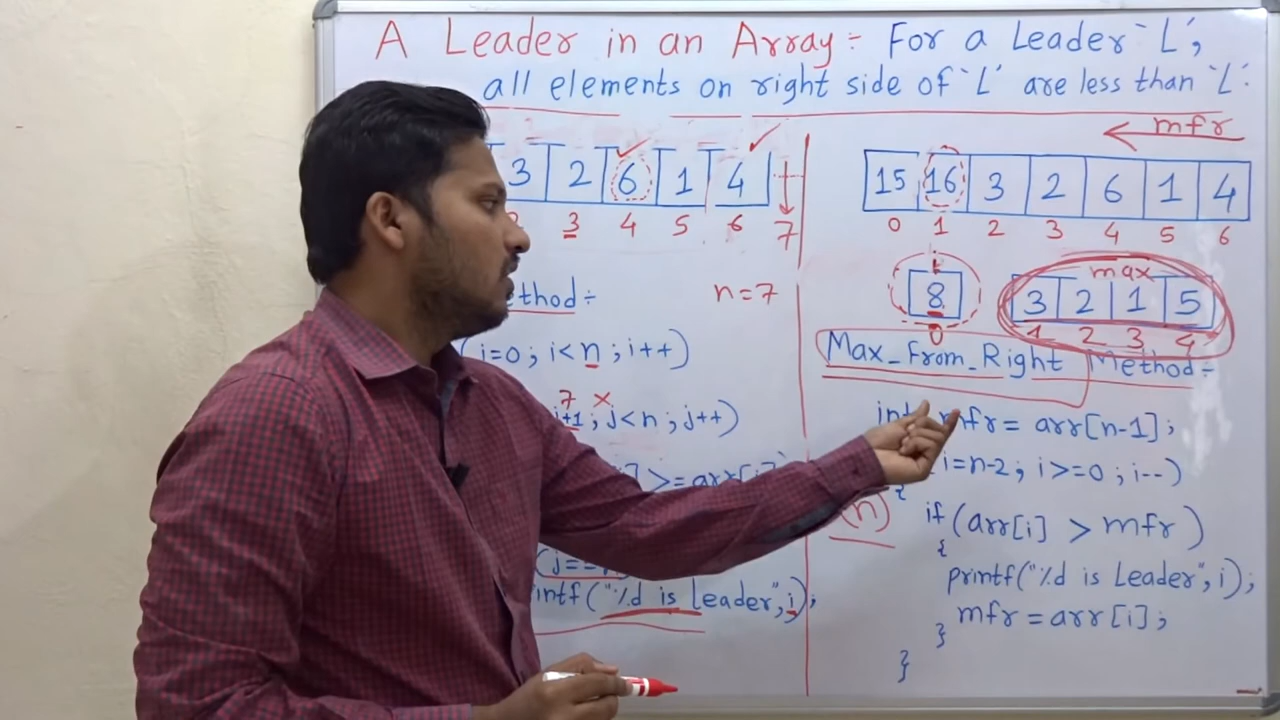 A Leader in an Array:- For a Leader `L',
all elements on right side of `L' are less than `L'.
3 2 6 1 4
3 4 5 6 7
n=7
ethod:-
(i=0; i<n; i++)
7 x
i+1; j<n; j++)
>=arr[
(j==
intf("%d is Leader", i);
mfr
15 16 3 2 6 1 4
0 1 2 3 4 5 6
max
8 3 2 1 5
0 1 2 3 4
Max_From_Right Method:-
int mfr = arr[n-1];
i=n-2; i>=0; i--)
{
(n)
if(arr[i] > mfr)
{
printf("%d is Leader", i);
mfr = arr[i];
}
}